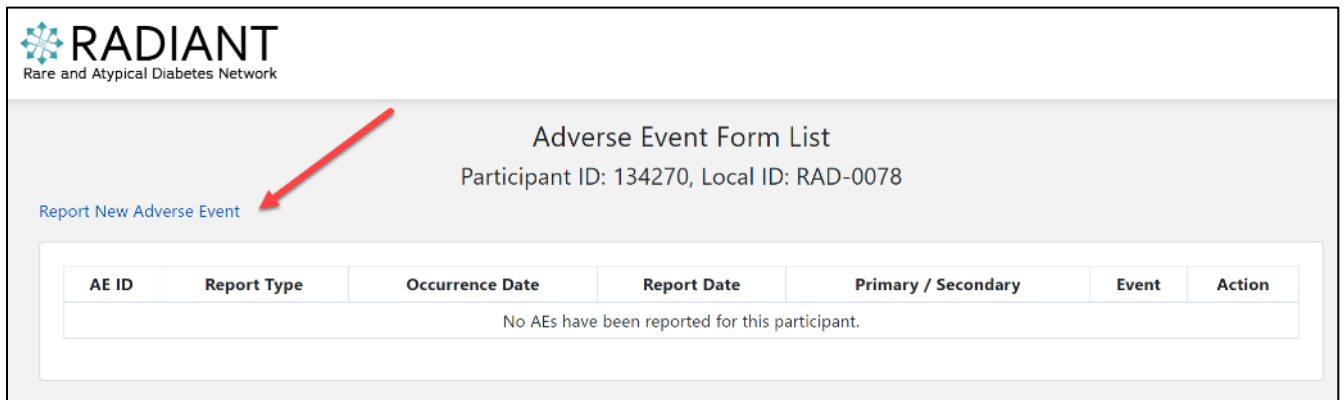 RADIANT
Rare and Atypical Diabetes Network
Adverse Event Form List
Participant ID: 134270, Local ID: RAD-0078
Report New Adverse Event
AE ID Report Type Occurrence Date Report Date Primary / Secondary Event Action
No AEs have been reported for this participant.